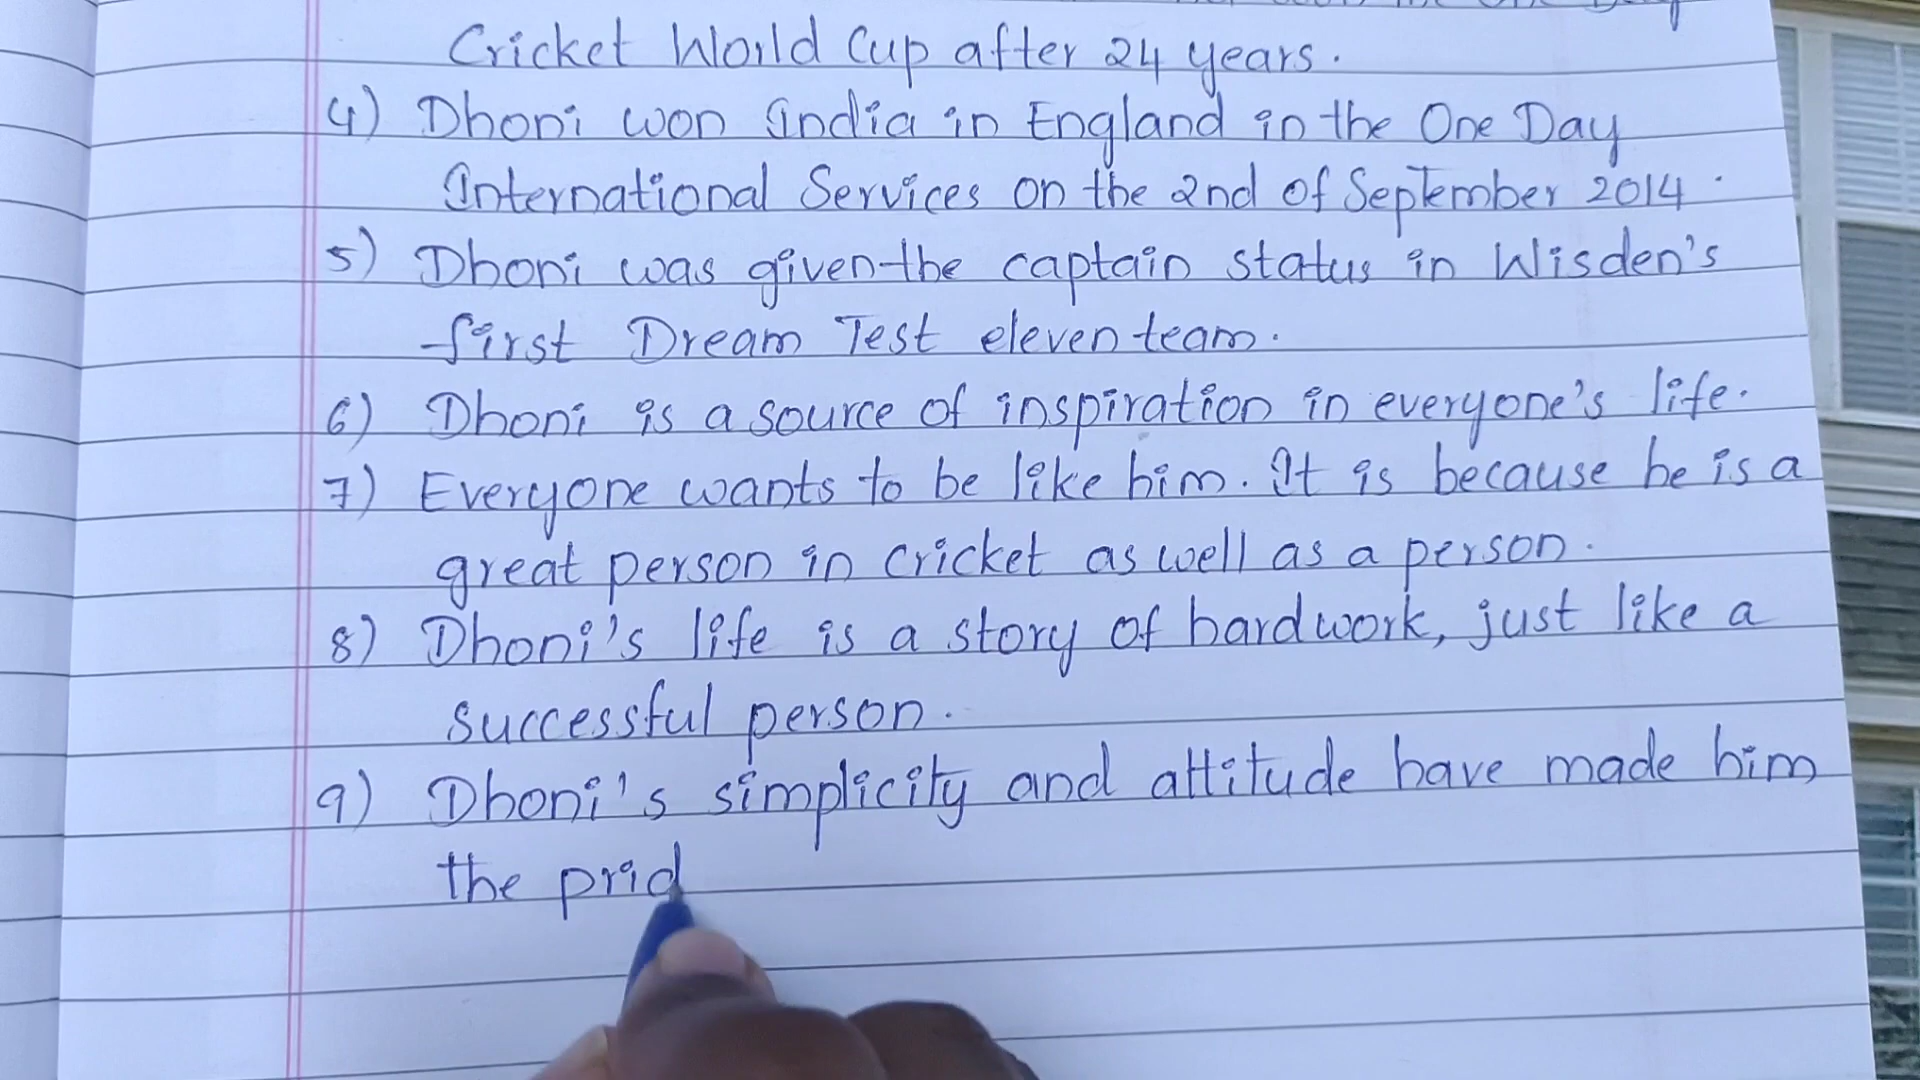 Cricket World Cup after 24 years.
4) Dhoni won India in England in the One Day
International Services on the 2nd of September 2014.
5) Dhoni was given the captain status in Wisden's
first Dream Test eleven team.
6) Dhoni is a source of inspiration in everyone's life.
7) Everyone wants to be like him. It is because he is a
great person in cricket as well as a person.
8) Dhoni's life is a story of hard work, just like a
successful person.
9) Dhoni's simplicity and attitude have made him
the prid